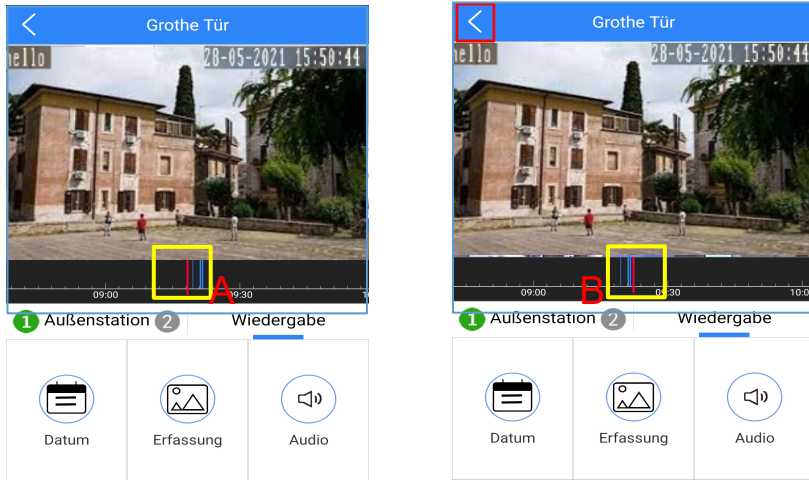 Grothe Tür
hello 28-05-2021 15:50:44
A
09:00 09:30
1 Außenstation 2 Wiedergabe
Datum Erfassung Audio
Grothe Tür
hello 28-05-2021 15:50:44
B
09:00 09:30 10:0
1 Außenstation 2 Wiedergabe
Datum Erfassung Audio